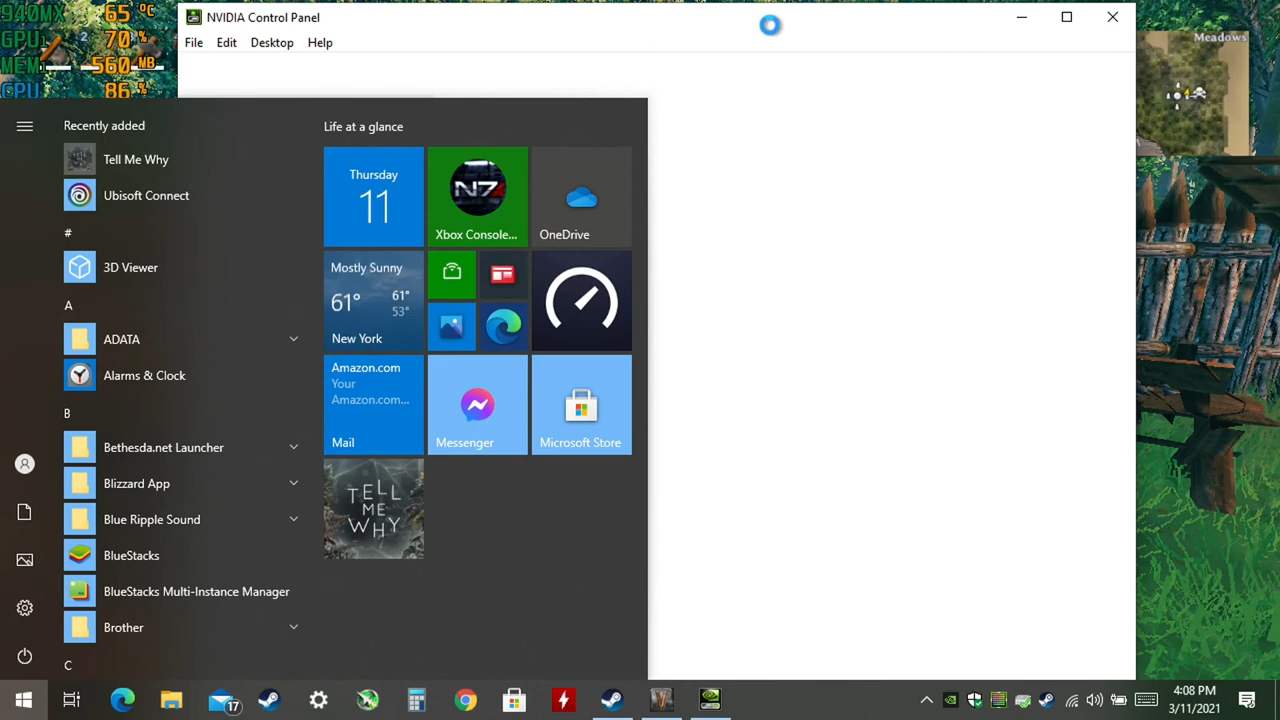 940MX 65 °C
GPU 2 70 %
MEM 560 MB
CPU 86 %
NVIDIA Control Panel
File Edit Desktop Help
Meadows
Recently added
Tell Me Why
Ubisoft Connect
#
3D Viewer
A
ADATA
Alarms & Clock
B
Bethesda.net Launcher
Blizzard App
Blue Ripple Sound
BlueStacks
BlueStacks Multi-Instance Manager
Brother
C
Life at a glance
Thursday
11
N7
Xbox Console...
OneDrive
Mostly Sunny
61° 61°
53°
New York
Amazon.com
Your
Amazon.com...
Mail
Messenger
Microsoft Store
TELL
ME
WHY
17
4:08 PM
3/11/2021